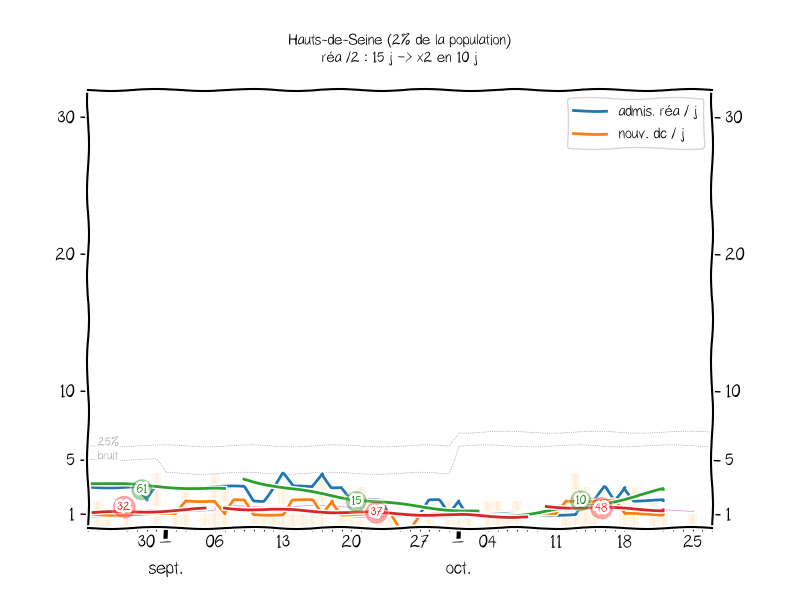 Hauts-de-Seine (2% de la population)
réa /2 : 15 j -> x2 en 10 j
admis. réa / j
nouv. dc / j
30
30
20
20
10
10
25%
bruit
5
5
61
32
15
37
10
48
1
1
30 06 13 20 27 04 11 18 25
sept. oct.